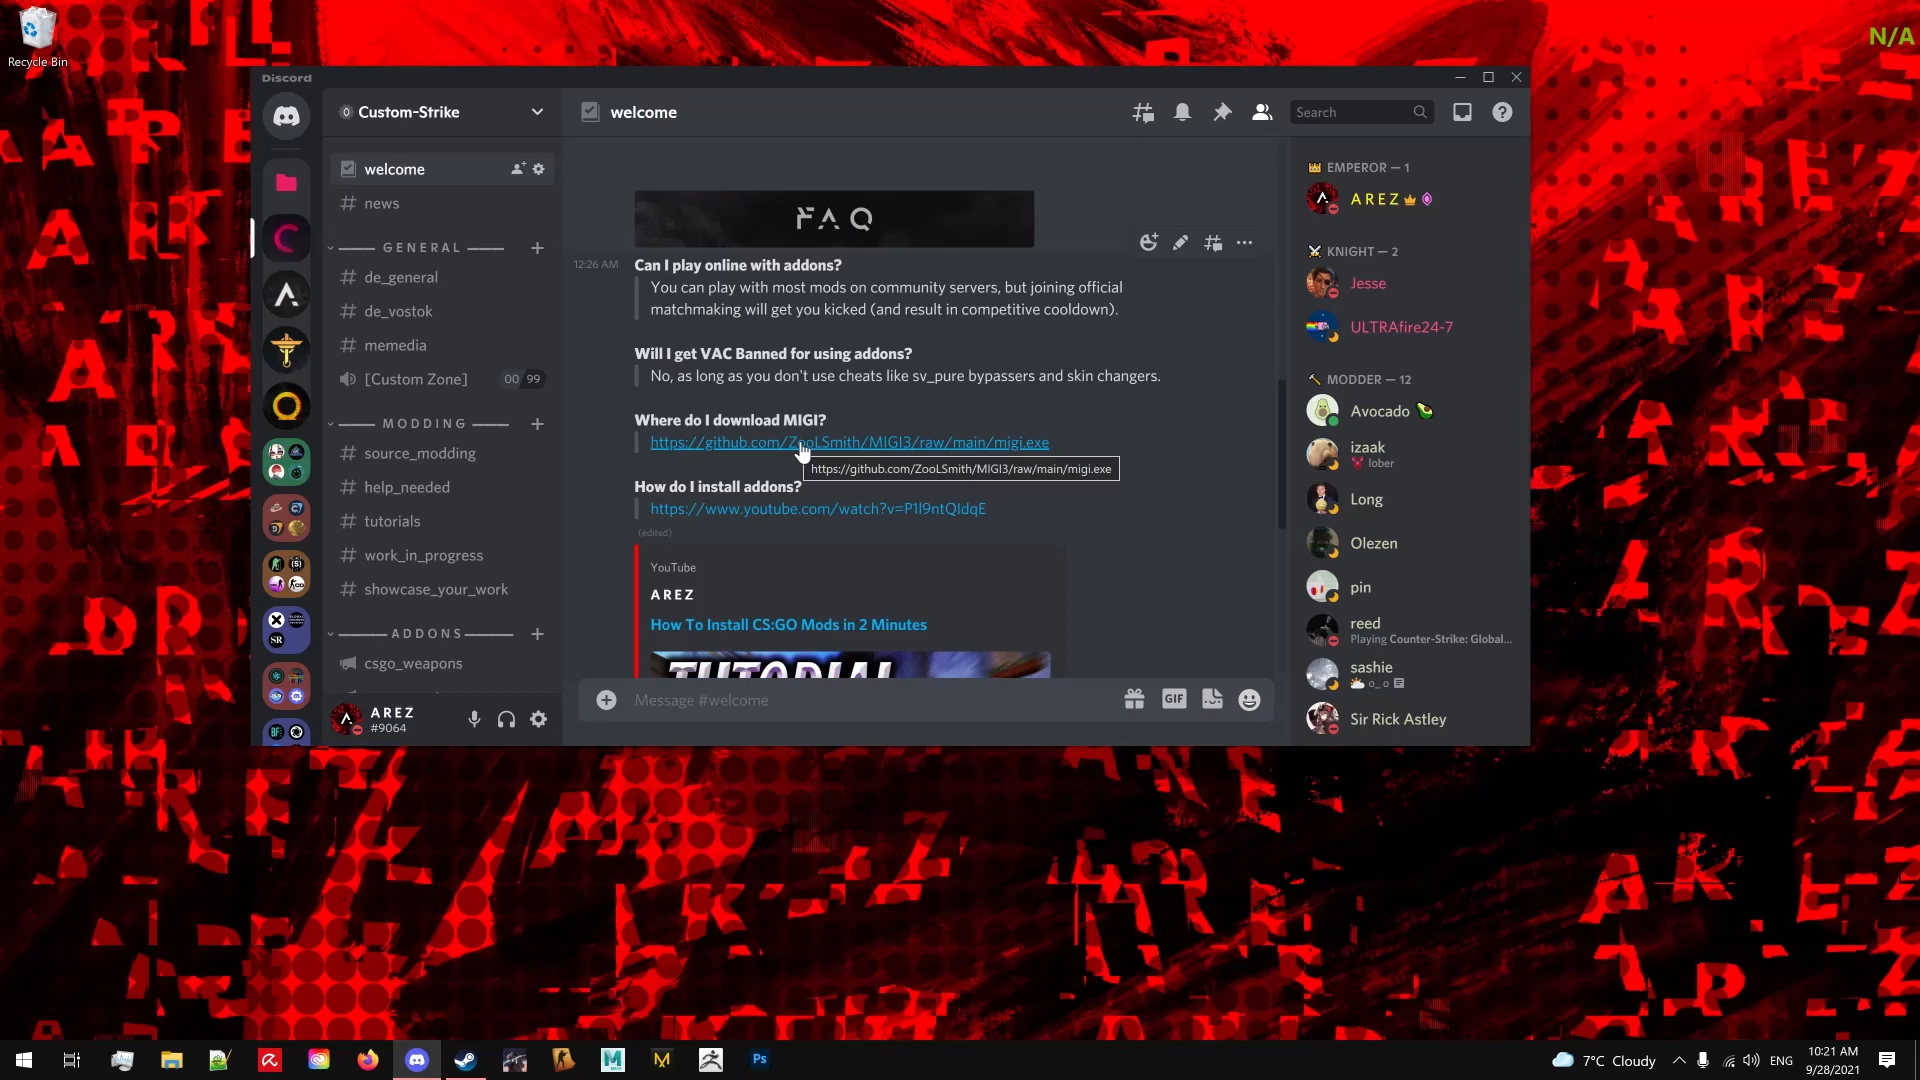 Recycle Bin
N/A
Discord
Custom-Strike
welcome
Search
welcome
news
GENERAL
de_general
de_vostok
memedia
[Custom Zone]
00 99
MODDING
source_modding
help_needed
tutorials
work_in_progress
showcase_your_work
ADDONS
csgo_weapons
AREZ
#9064
FAQ
12:26 AM
Can I play online with addons?
You can play with most mods on community servers, but joining official
matchmaking will get you kicked (and result in competitive cooldown).
Will I get VAC Banned for using addons?
No, as long as you don't use cheats like sv_pure bypassers and skin changers.
Where do I download MIGI?
https://github.com/ZooLSmith/MIGI3/raw/main/migi.exe
https://github.com/ZooLSmith/MIGI3/raw/main/migi.exe
How do I install addons?
https://www.youtube.com/watch?v=P1l9ntQIdqE
(edited)
YouTube
AREZ
How To Install CS:GO Mods in 2 Minutes
TUTORIAL
Message #welcome
GIF
EMPEROR — 1
AREZ
KNIGHT — 2
Jesse
ULTRAfire24-7
MODDER — 12
Avocado
izaak
lober
Long
Olezen
pin
reed
Playing Counter-Strike: Global...
sashie
o_o
Sir Rick Astley
Ps
7°C Cloudy
ENG
10:21 AM
9/28/2021